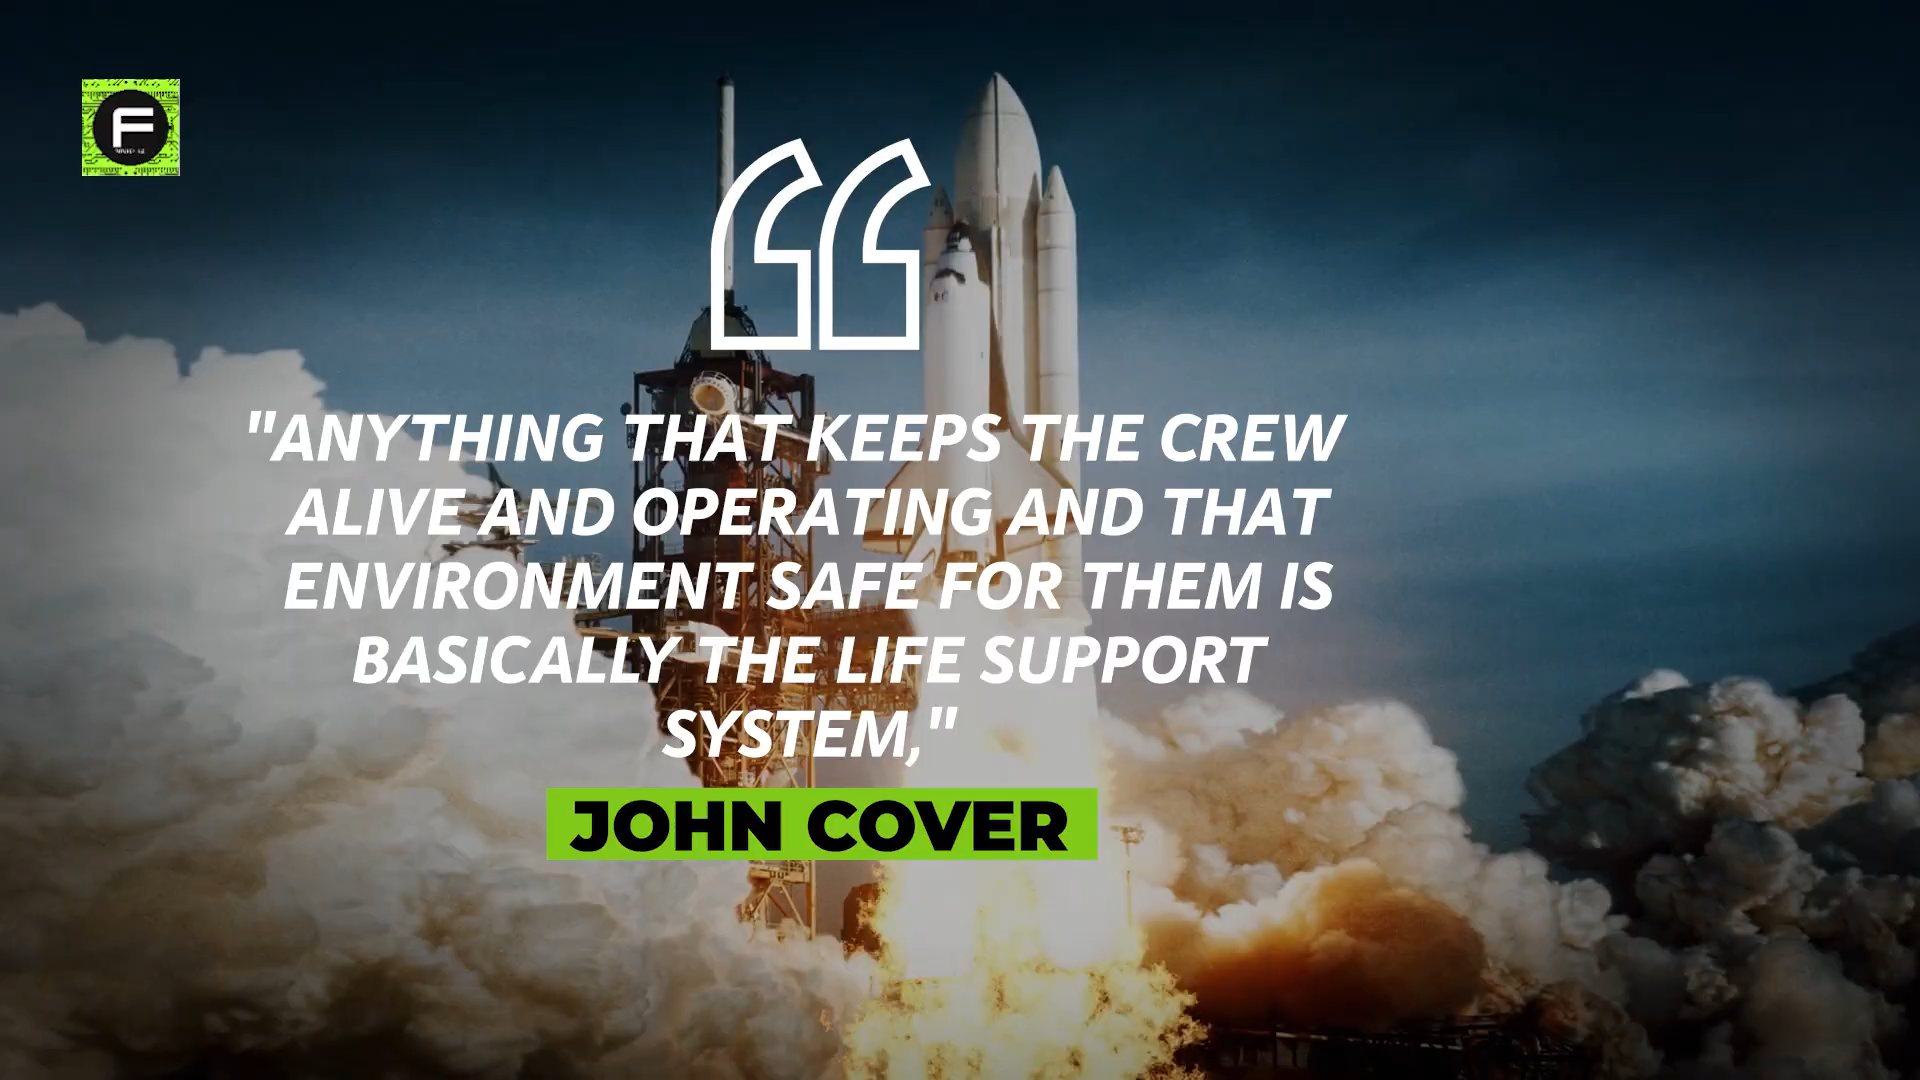 F
"ANYTHING THAT KEEPS THE CREW
ALIVE AND OPERATING AND THAT
ENVIRONMENT SAFE FOR THEM IS
BASICALLY THE LIFE SUPPORT
SYSTEM,"
JOHN COVER